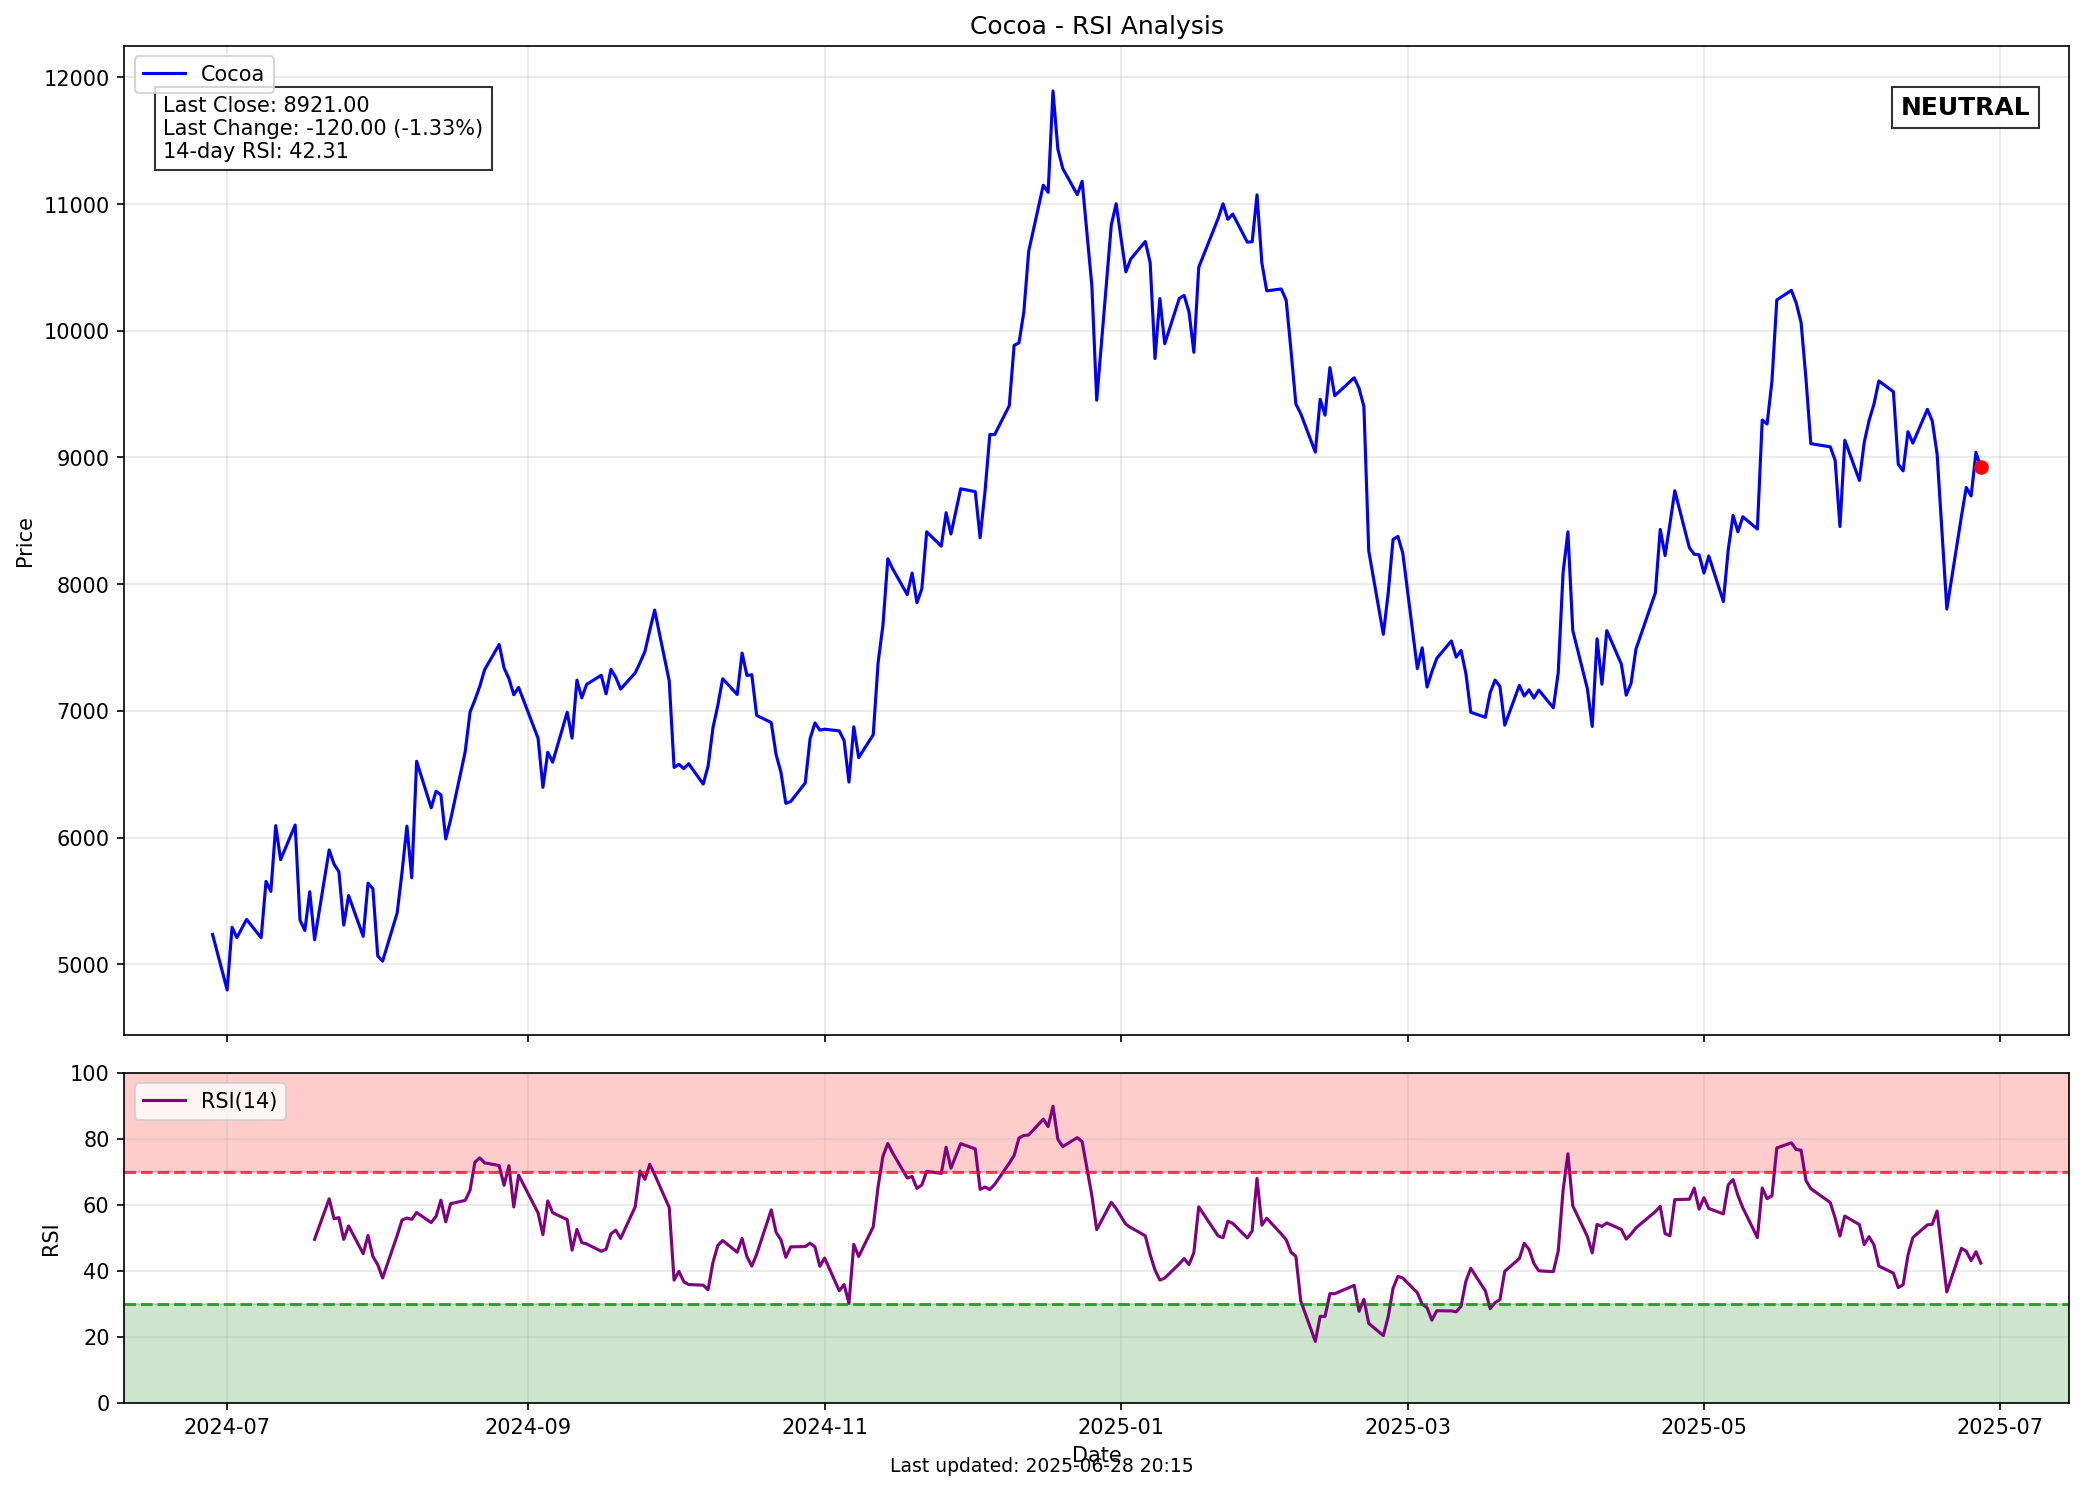 Cocoa - RSI Analysis
Cocoa
Last Close: 8921.00
Last Change: -120.00 (-1.33%)
14-day RSI: 42.31
NEUTRAL
12000
11000
10000
9000
8000
7000
6000
5000
Price
RSI(14)
100
80
60
40
20
0
RSI
2024-07
2024-09
2024-11
2025-01
2025-03
2025-05
2025-07
Date
Last updated: 2025-06-28 20:15